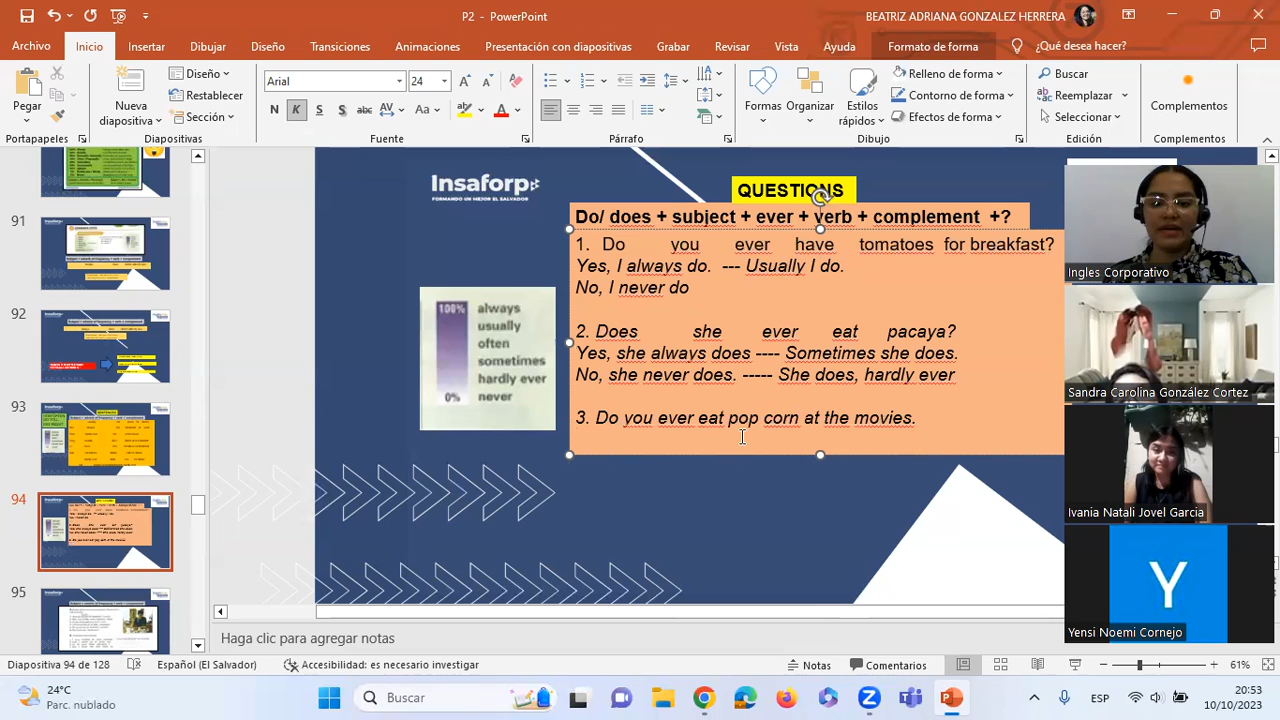 P2 - PowerPoint
BEATRIZ ADRIANA GONZALEZ HERRERA
Archivo Inicio Insertar Dibujar Diseño Transiciones Animaciones Presentación con diapositivas Grabar Revisar Vista Ayuda Formato de forma ¿Qué desea hacer?
Pegar
Portapapeles
Nueva diapositiva
Diseño
Restablecer
Sección
Diapositivas
Arial 24
N K S S abc AV Aa A
Fuente
Párrafo
Formas Organizar Estilos rápidos
Relleno de forma
Contorno de forma
Efectos de forma
Dibujo
Buscar
Reemplazar
Seleccionar
Edición
Complementos
91
92
93
94
95
Insaforp
FORMANDO UN MEJOR EL SALVADOR
QUESTIONS
Do/ does + subject + ever + verb + complement +?
1. Do you ever have tomatoes for breakfast?
Yes, I always do. --- Usually I do.
No, I never do
2. Does she ever eat pacaya?
Yes, she always does ---- Sometimes she does.
No, she never does. ----- She does, hardly ever
3. Do you ever eat pop corn at the movies.
100% always
usually
often
sometimes
hardly ever
0% never
Ingles Corporativo
Sandra Carolina González Cortez
Ivania Natali Jovel Garcia
Y
Yensi Noemi Cornejo
Haga clic para agregar notas
Diapositiva 94 de 128 Español (El Salvador) Accesibilidad: es necesario investigar Notas Comentarios 61%
24°C
Parc. nublado
Buscar
ESP
20:53
10/10/2023